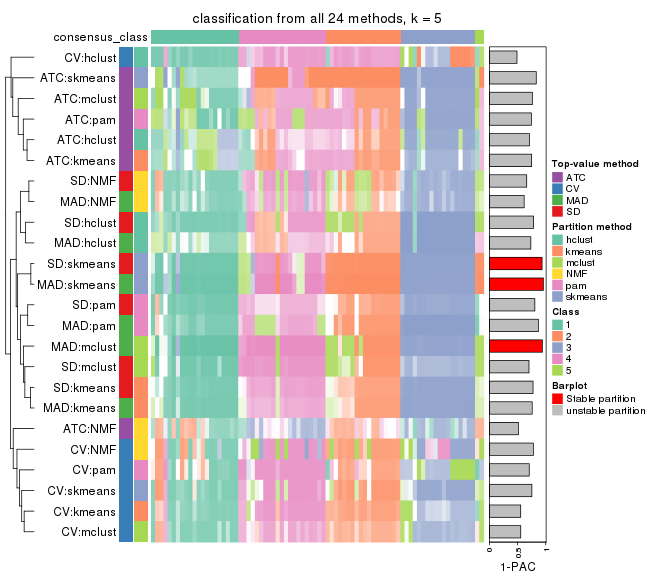 classification from all 24 methods, k = 5
consensus_class
CV:hclust
ATC:skmeans
ATC:mclust
ATC:pam
ATC:hclust
ATC:kmeans
SD:NMF
MAD:NMF
SD:hclust
MAD:hclust
SD:skmeans
MAD:skmeans
SD:pam
MAD:pam
MAD:mclust
SD:mclust
SD:kmeans
MAD:kmeans
ATC:NMF
CV:NMF
CV:pam
CV:skmeans
CV:kmeans
CV:mclust
0 0.5 1
1-PAC
Top-value method
ATC
CV
MAD
SD
Partition method
hclust
kmeans
mclust
NMF
pam
skmeans
Class
1
2
3
4
5
Barplot
Stable partition
unstable partition